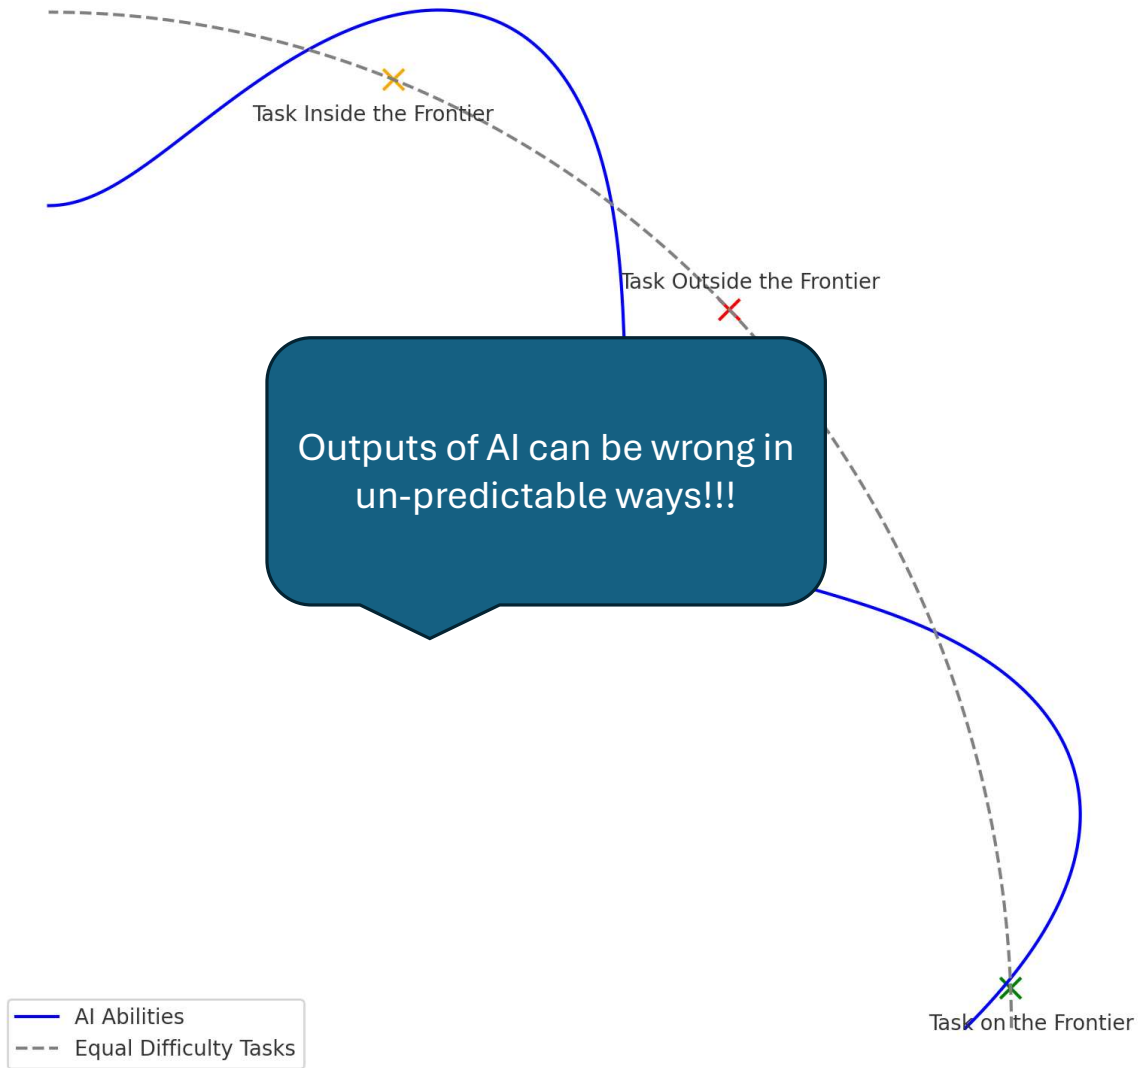 Task Inside the Frontier
Task Outside the Frontier
Outputs of AI can be wrong in
un-predictable ways!!!
Task on the Frontier
AI Abilities
Equal Difficulty Tasks